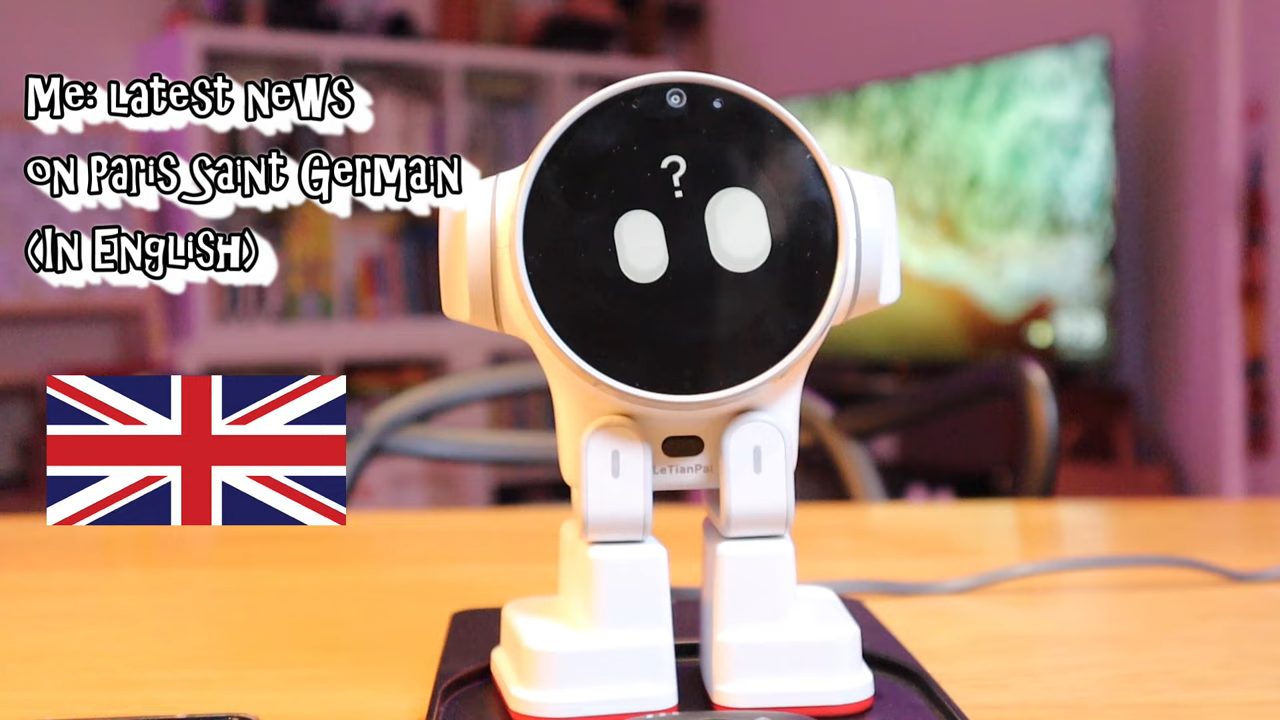 Me: Latest News
on Paris Saint Germain
(In English)
?
LeTianPai